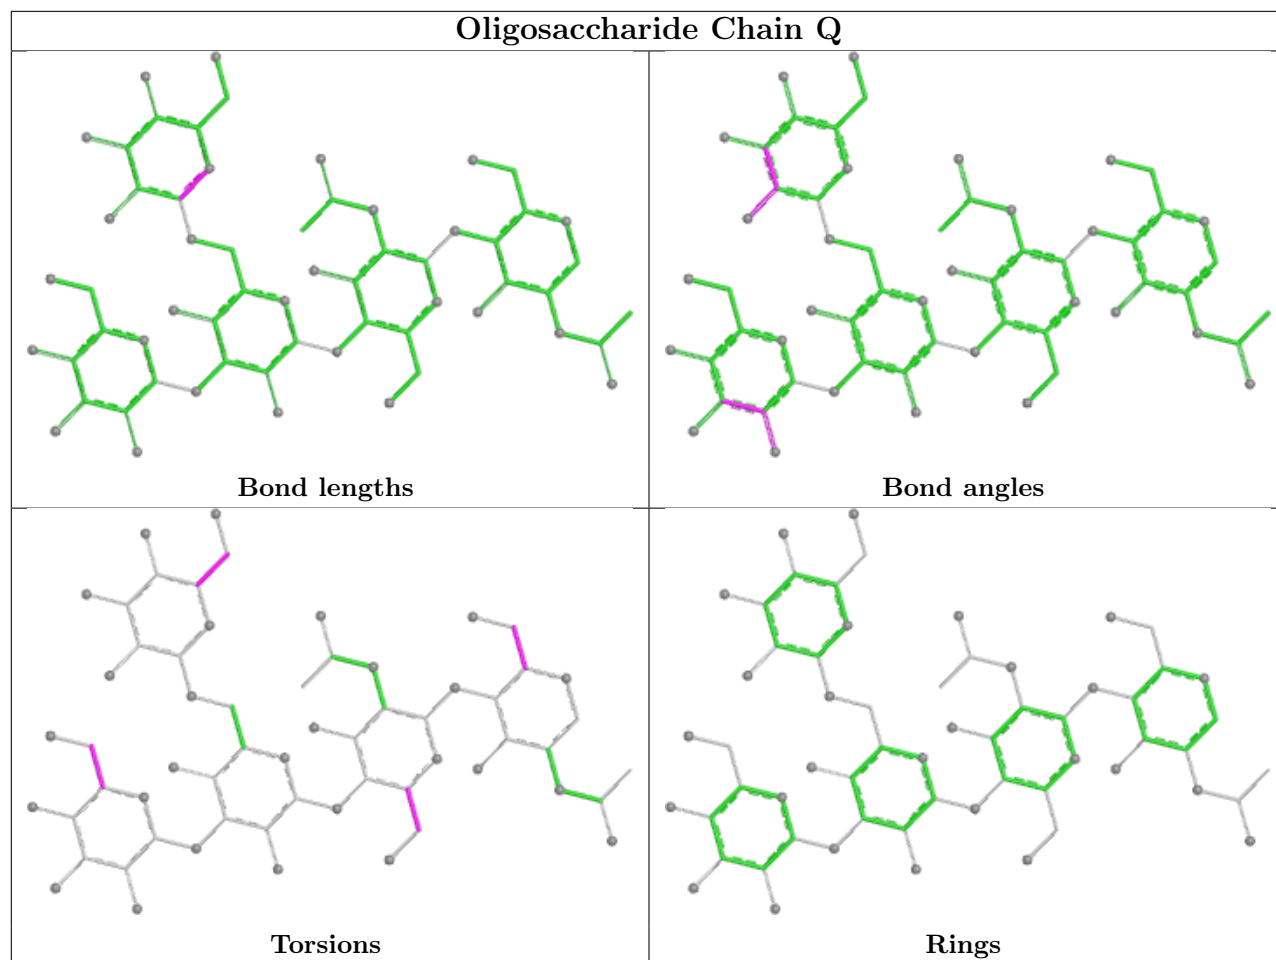 Oligosaccharide Chain Q
Bond lengths
Bond angles
Torsions
Rings